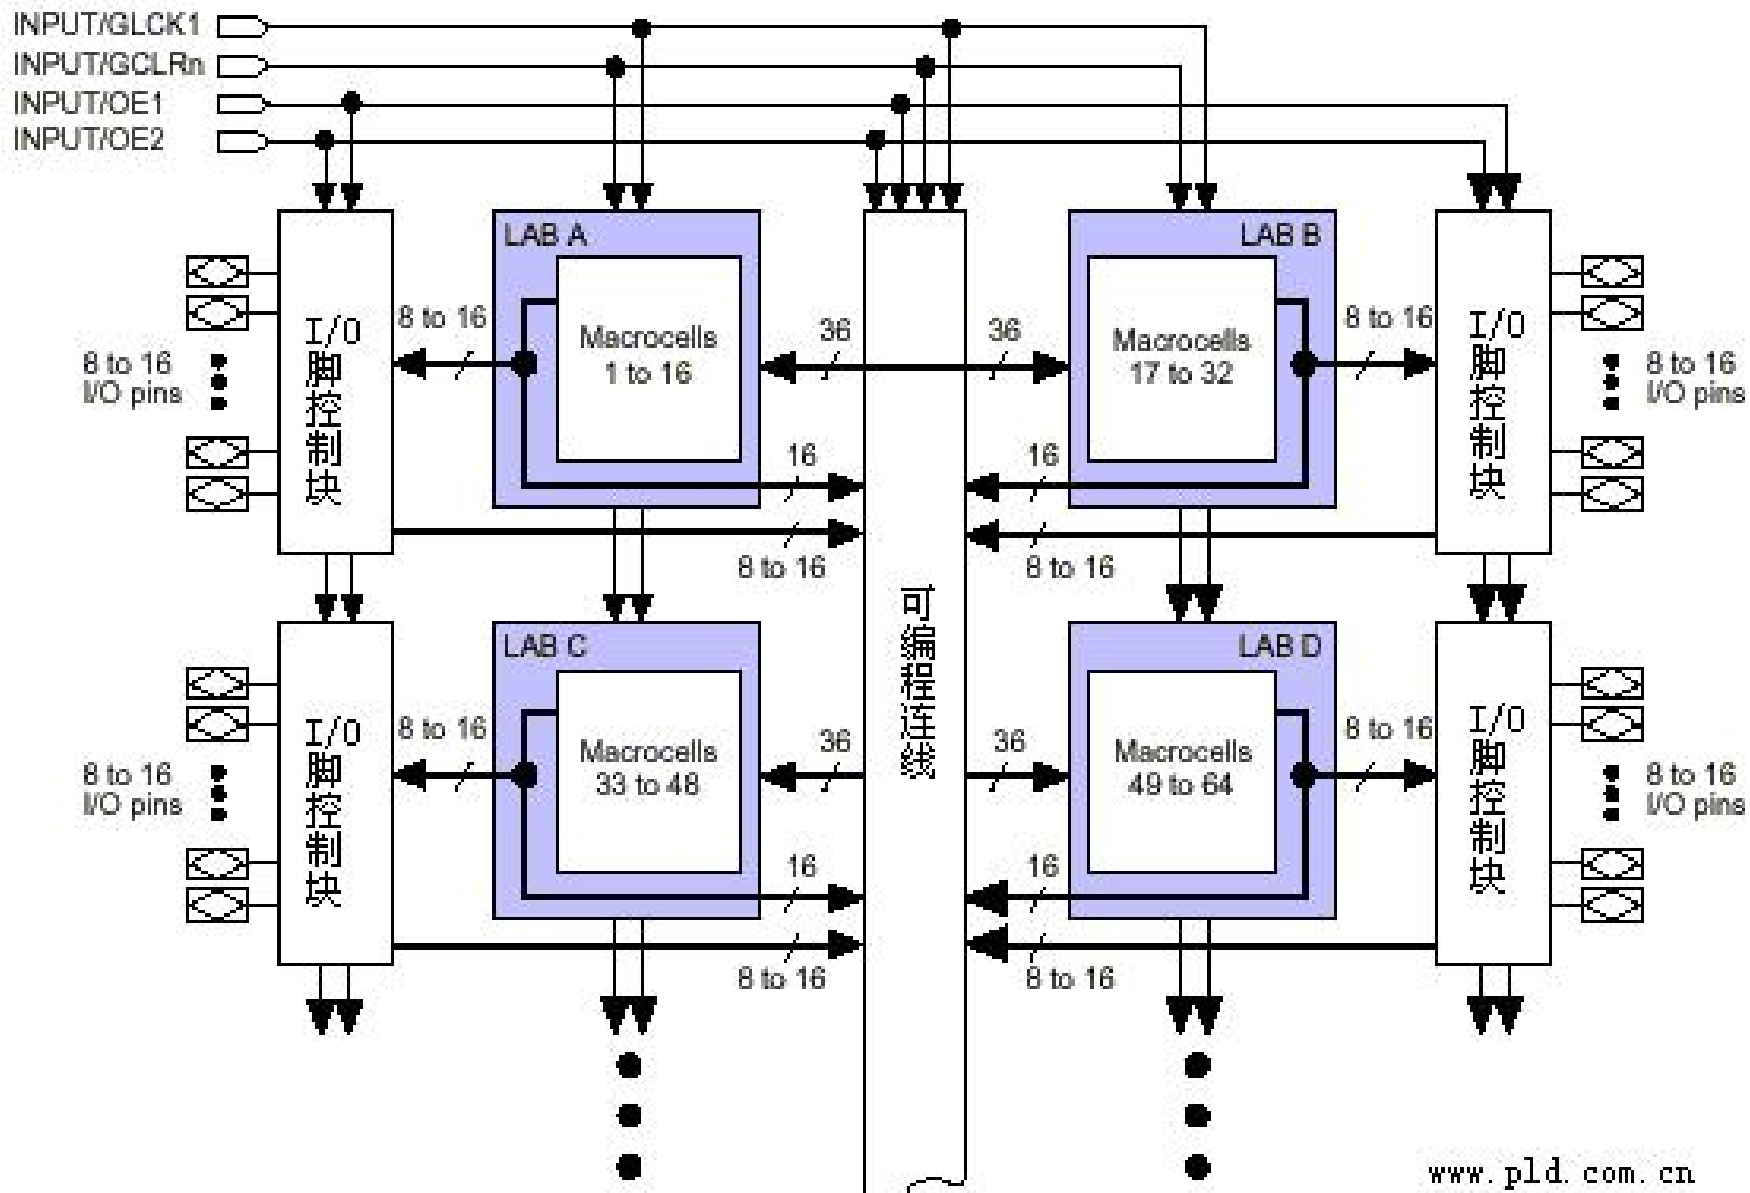 INPUT/GLCK1
INPUT/GCLRn
INPUT/OE1
INPUT/OE2
LAB A
LAB B
I/O脚控制块
8 to 16
Macrocells
1 to 16
36
36
Macrocells
17 to 32
8 to 16
I/O脚控制块
8 to 16
I/O pins
8 to 16
I/O pins
16
16
8 to 16
8 to 16
可编程连线
LAB C
LAB D
I/O脚控制块
8 to 16
Macrocells
33 to 48
36
36
Macrocells
49 to 64
8 to 16
I/O脚控制块
8 to 16
I/O pins
8 to 16
I/O pins
16
16
8 to 16
8 to 16
www.pld.com.cn